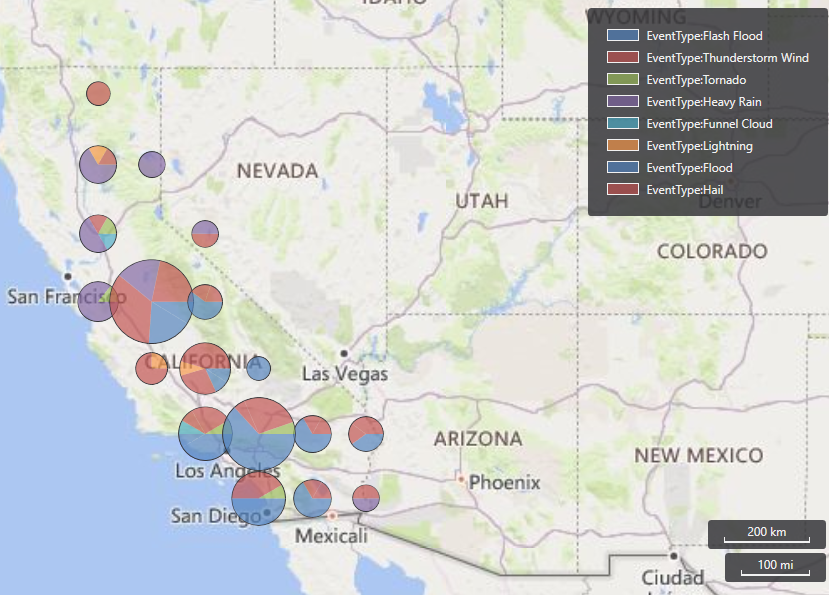 IDAHO
WYOMING
EventType:Flash Flood
EventType:Thunderstorm Wind
EventType:Tornado
EventType:Heavy Rain
EventType:Funnel Cloud
EventType:Lightning
EventType:Flood
EventType:Hail
NEVADA
UTAH
Denver
COLORADO
San Francisco
CALIFORNIA
Las Vegas
ARIZONA
NEW MEXICO
Los Angeles
Phoenix
San Diego
Mexicali
200 km
100 mi
Ciudad